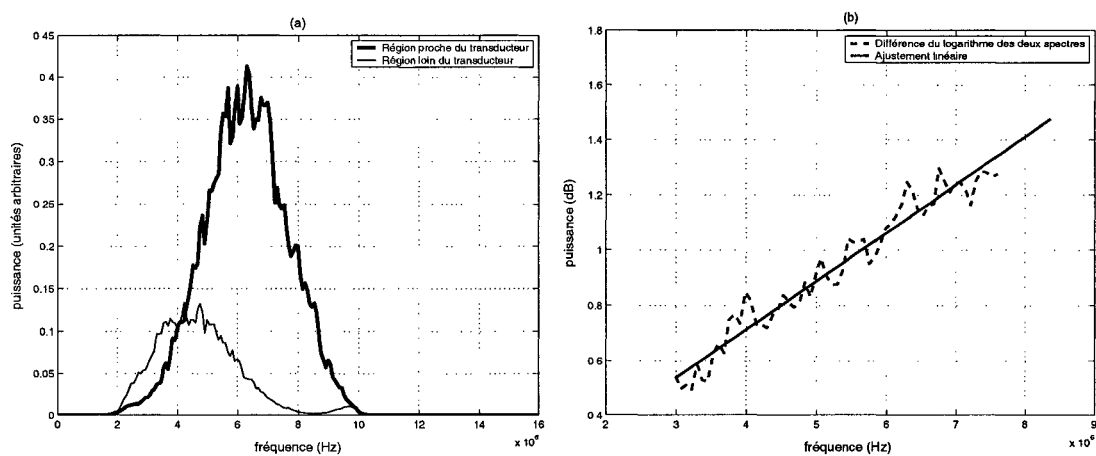 (a)
0.45
0.4
0.35
0.3
0.25
0.2
0.15
0.1
0.05
0
puissance (unités arbitraires)
Région proche du transducteur
Région loin du transducteur
0 2 4 6 8 10 12 14 16
fréquence (Hz)
x 10^6
(b)
1.8
1.6
1.4
1.2
1
0.8
0.6
0.4
puissance (dB)
Différence du logarithme des deux spectres
Ajustement linéaire
2 3 4 5 6 7 8 9
fréquence (Hz)
x 10^6